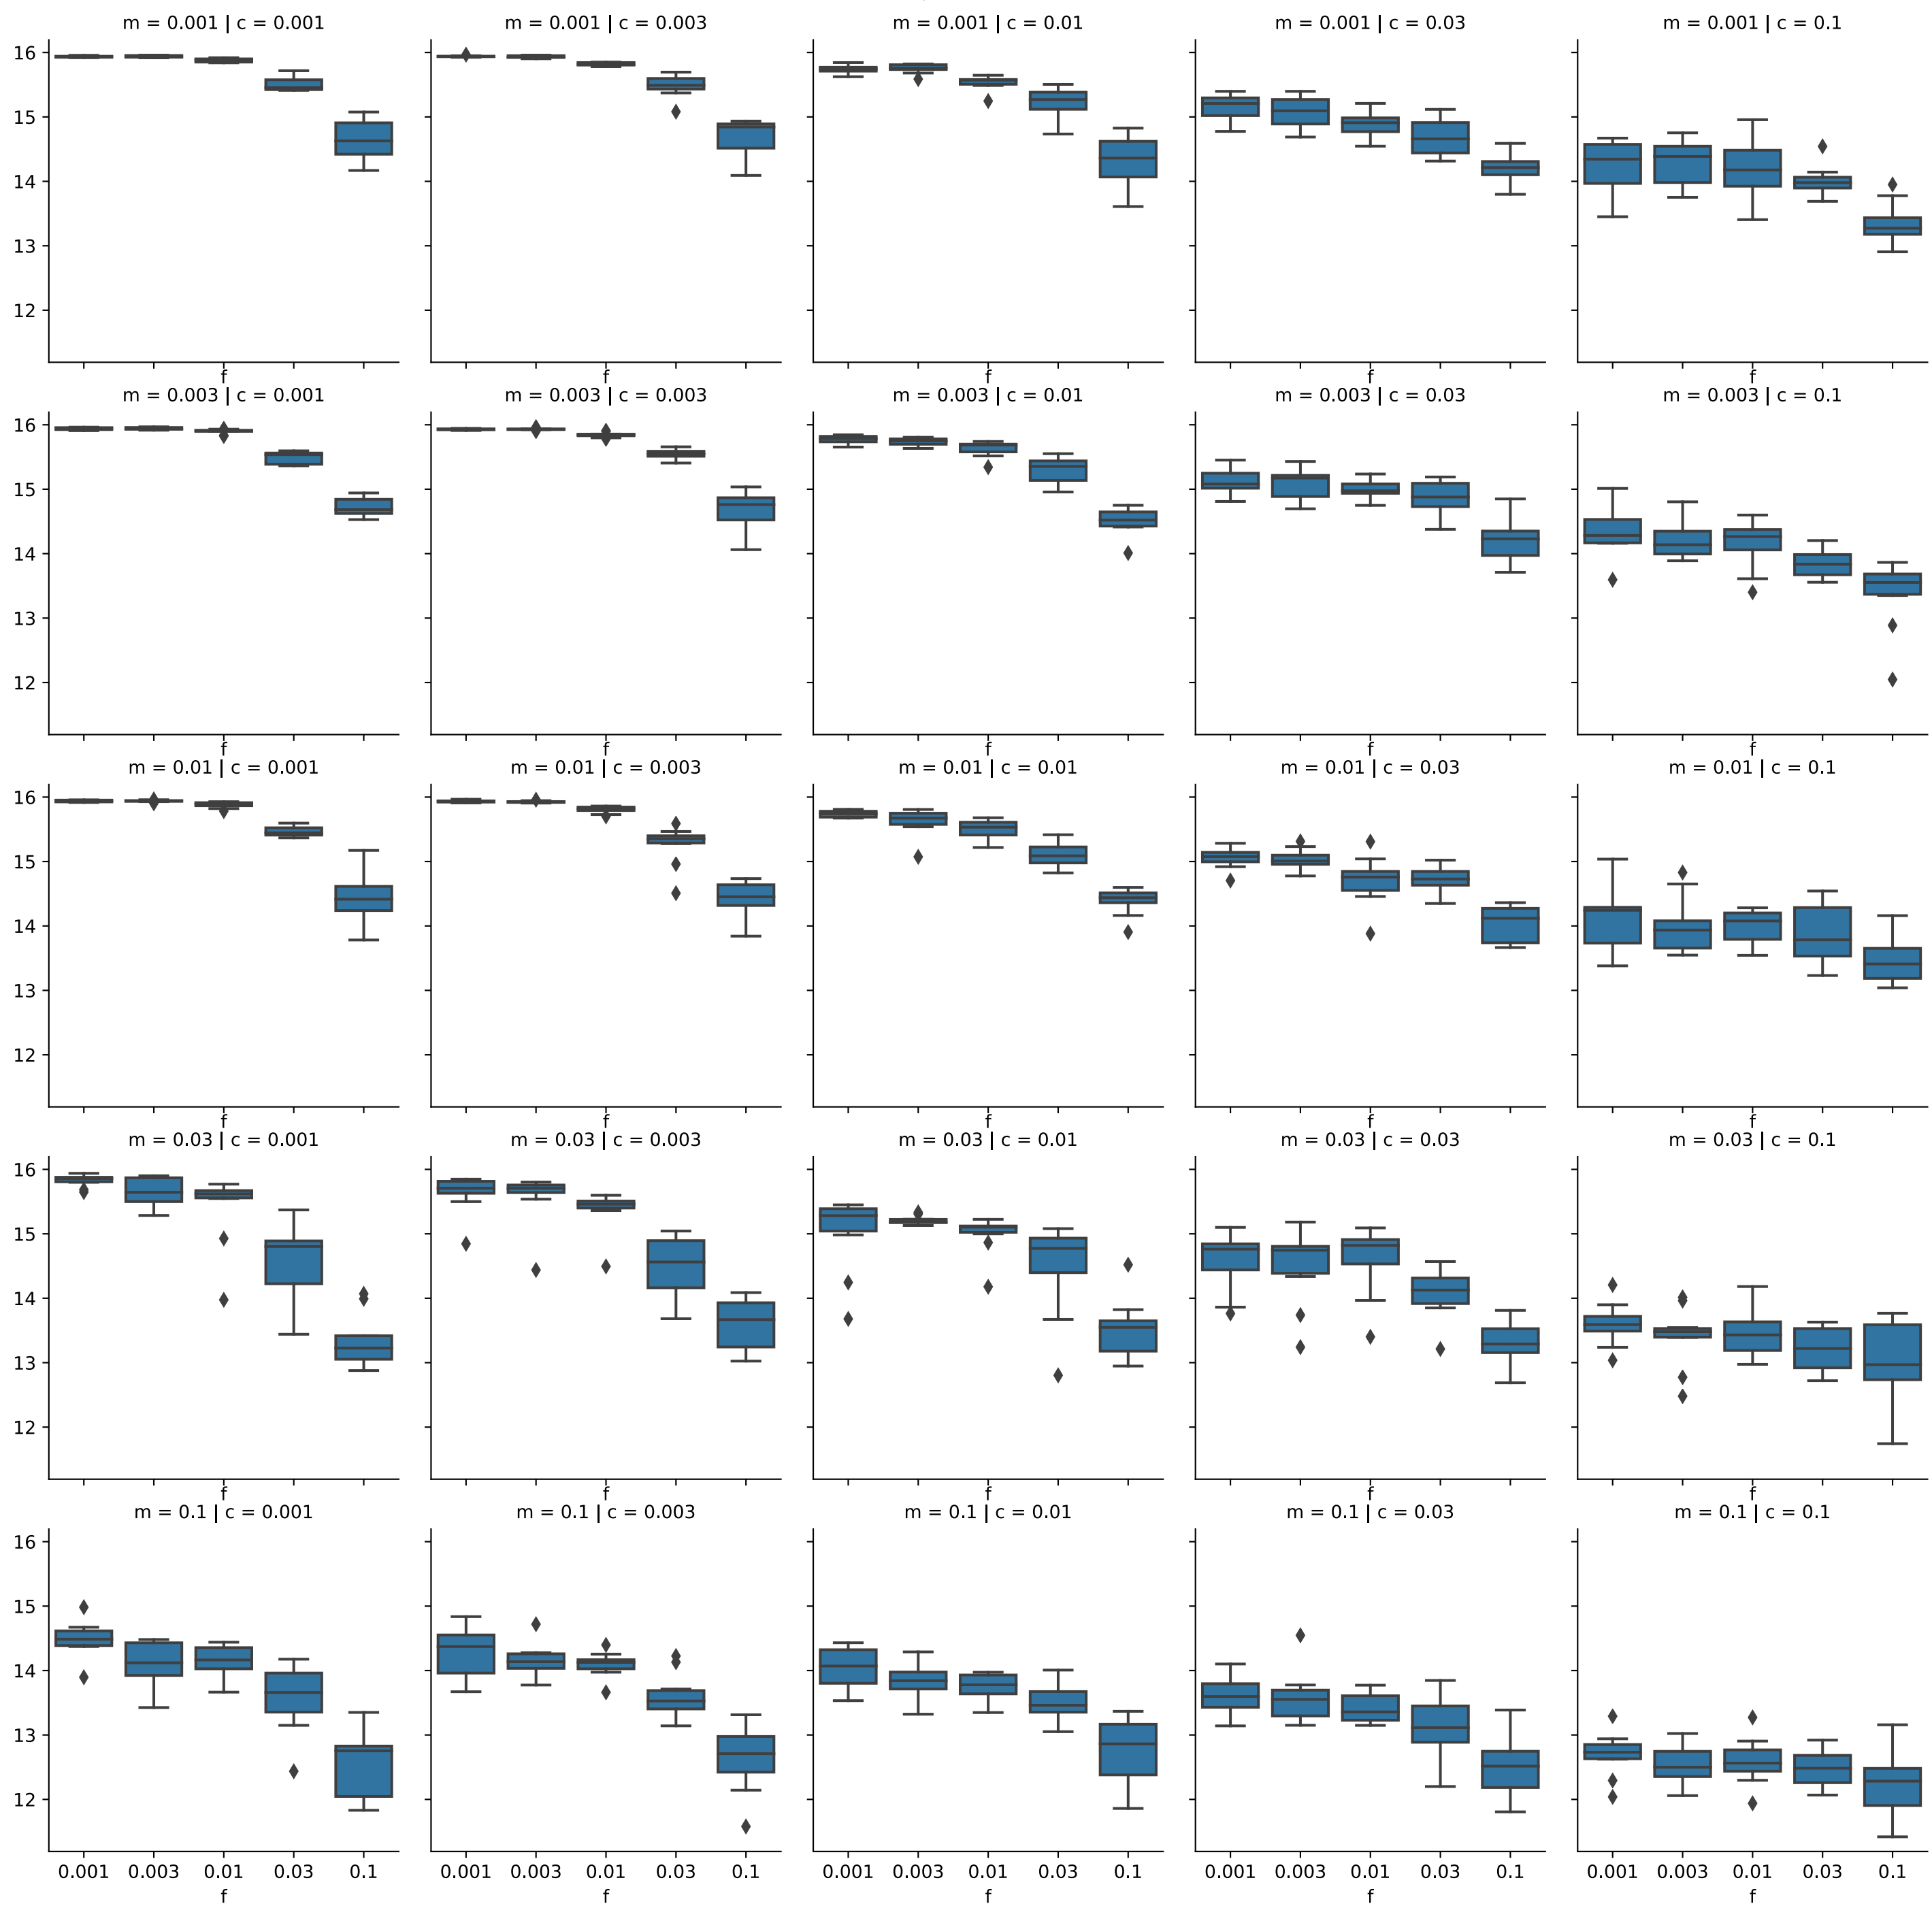 m = 0.001 | c = 0.001 m = 0.001 | c = 0.003 m = 0.001 | c = 0.01 m = 0.001 | c = 0.03 m = 0.001 | c = 0.1
16
15
14
13
12
f f f f f
m = 0.003 | c = 0.001 m = 0.003 | c = 0.003 m = 0.003 | c = 0.01 m = 0.003 | c = 0.03 m = 0.003 | c = 0.1
16
15
14
13
12
f f f f f
m = 0.01 | c = 0.001 m = 0.01 | c = 0.003 m = 0.01 | c = 0.01 m = 0.01 | c = 0.03 m = 0.01 | c = 0.1
16
15
14
13
12
f f f f f
m = 0.03 | c = 0.001 m = 0.03 | c = 0.003 m = 0.03 | c = 0.01 m = 0.03 | c = 0.03 m = 0.03 | c = 0.1
16
15
14
13
12
f f f f f
m = 0.1 | c = 0.001 m = 0.1 | c = 0.003 m = 0.1 | c = 0.01 m = 0.1 | c = 0.03 m = 0.1 | c = 0.1
16
15
14
13
12
0.001 0.003 0.01 0.03 0.1 0.001 0.003 0.01 0.03 0.1 0.001 0.003 0.01 0.03 0.1 0.001 0.003 0.01 0.03 0.1 0.001 0.003 0.01 0.03 0.1
f f f f f